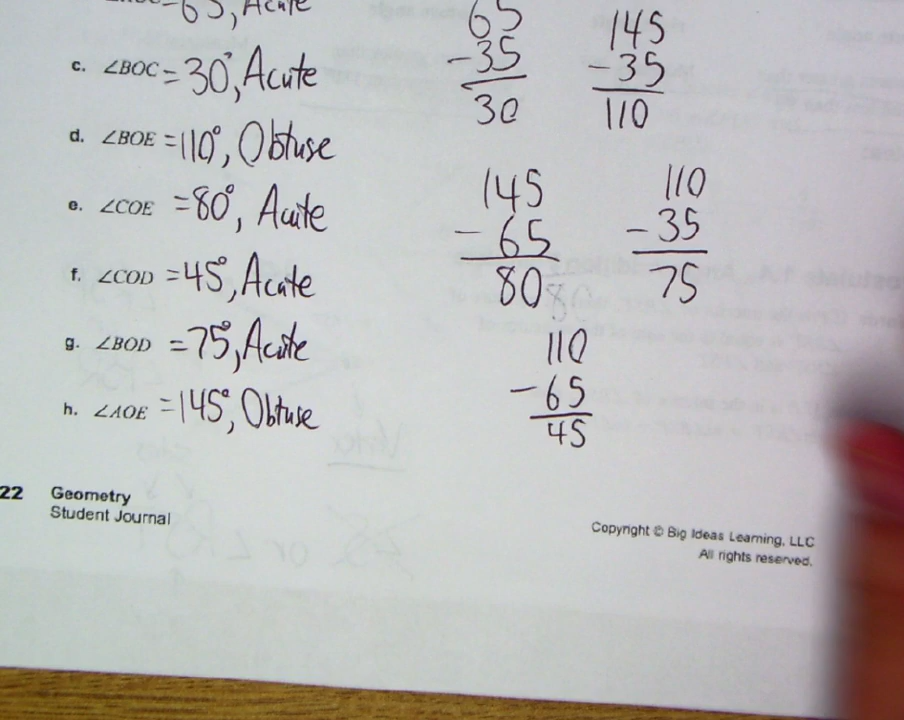 =65, Acute
c. ∠BOC = 30°, Acute
d. ∠BOE = 110°, Obtuse
e. ∠COE = 80°, Acute
f. ∠COD = 45°, Acute
g. ∠BOD = 75°, Acute
h. ∠AOE = 145°, Obtuse
65
- 35
30
145
- 35
110
145
- 65
80
110
- 35
75
110
- 65
45
22 Geometry
Student Journal
Copyright © Big Ideas Learning, LLC
All rights reserved.